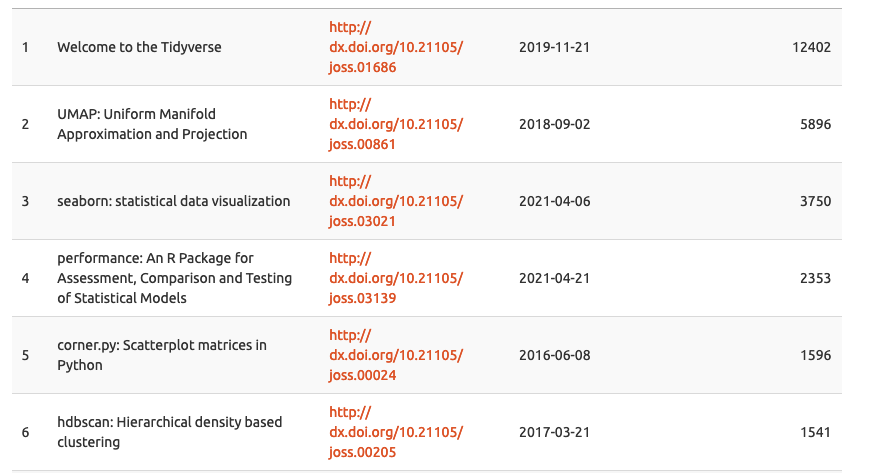 http://
1 Welcome to the Tidyverse dx.doi.org/10.21105/ 2019-11-21 12402
joss.01686
http://
UMAP: Uniform Manifold
2 dx.doi.org/10.21105/ 2018-09-02 5896
Approximation and Projection
joss.00861
http://
3 seaborn: statistical data visualization dx.doi.org/10.21105/ 2021-04-06 3750
joss.03021
performance: An R Package for http://
4 Assessment, Comparison and Testing dx.doi.org/10.21105/ 2021-04-21 2353
of Statistical Models joss.03139
http://
corner.py: Scatterplot matrices in
5 dx.doi.org/10.21105/ 2016-06-08 1596
Python
joss.00024
http://
hdbscan: Hierarchical density based
6 dx.doi.org/10.21105/ 2017-03-21 1541
clustering
joss.00205